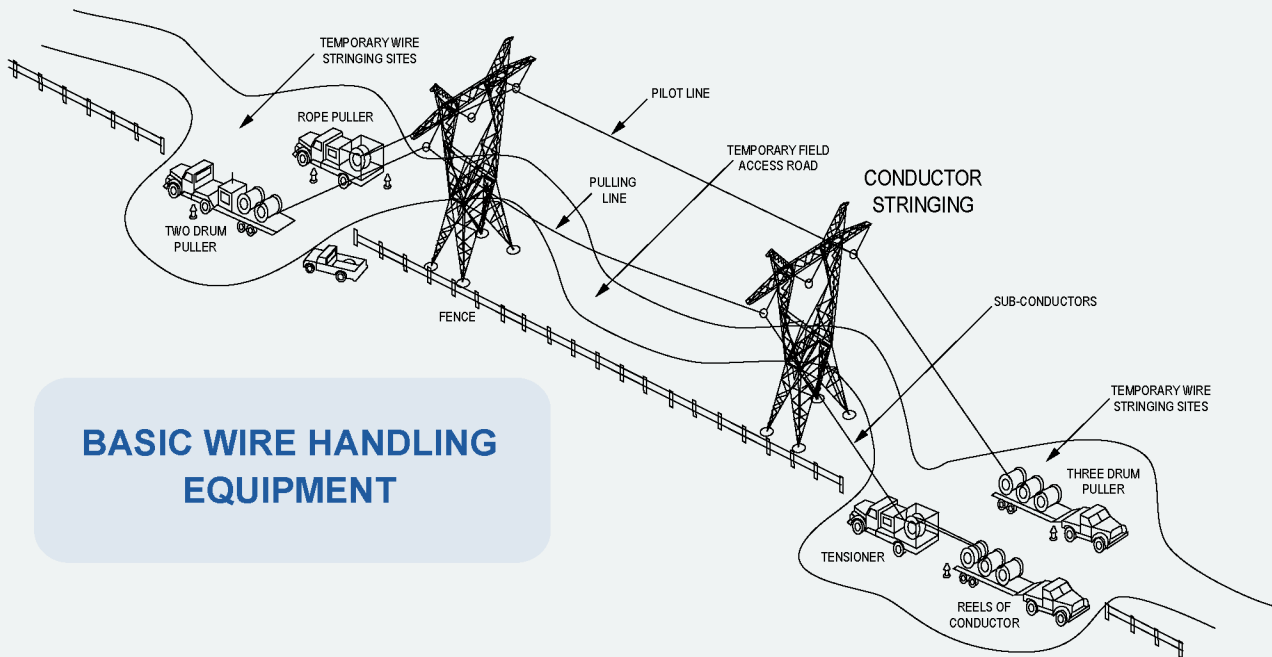 TEMPORARY WIRE
STRINGING SITES
ROPE PULLER
PILOT LINE
TEMPORARY FIELD
ACCESS ROAD
CONDUCTOR
STRINGING
PULLING
LINE
TWO DRUM
PULLER
SUB-CONDUCTORS
FENCE
TEMPORARY WIRE
STRINGING SITES
BASIC WIRE HANDLING
EQUIPMENT
THREE DRUM
PULLER
TENSIONER
REELS OF
CONDUCTOR